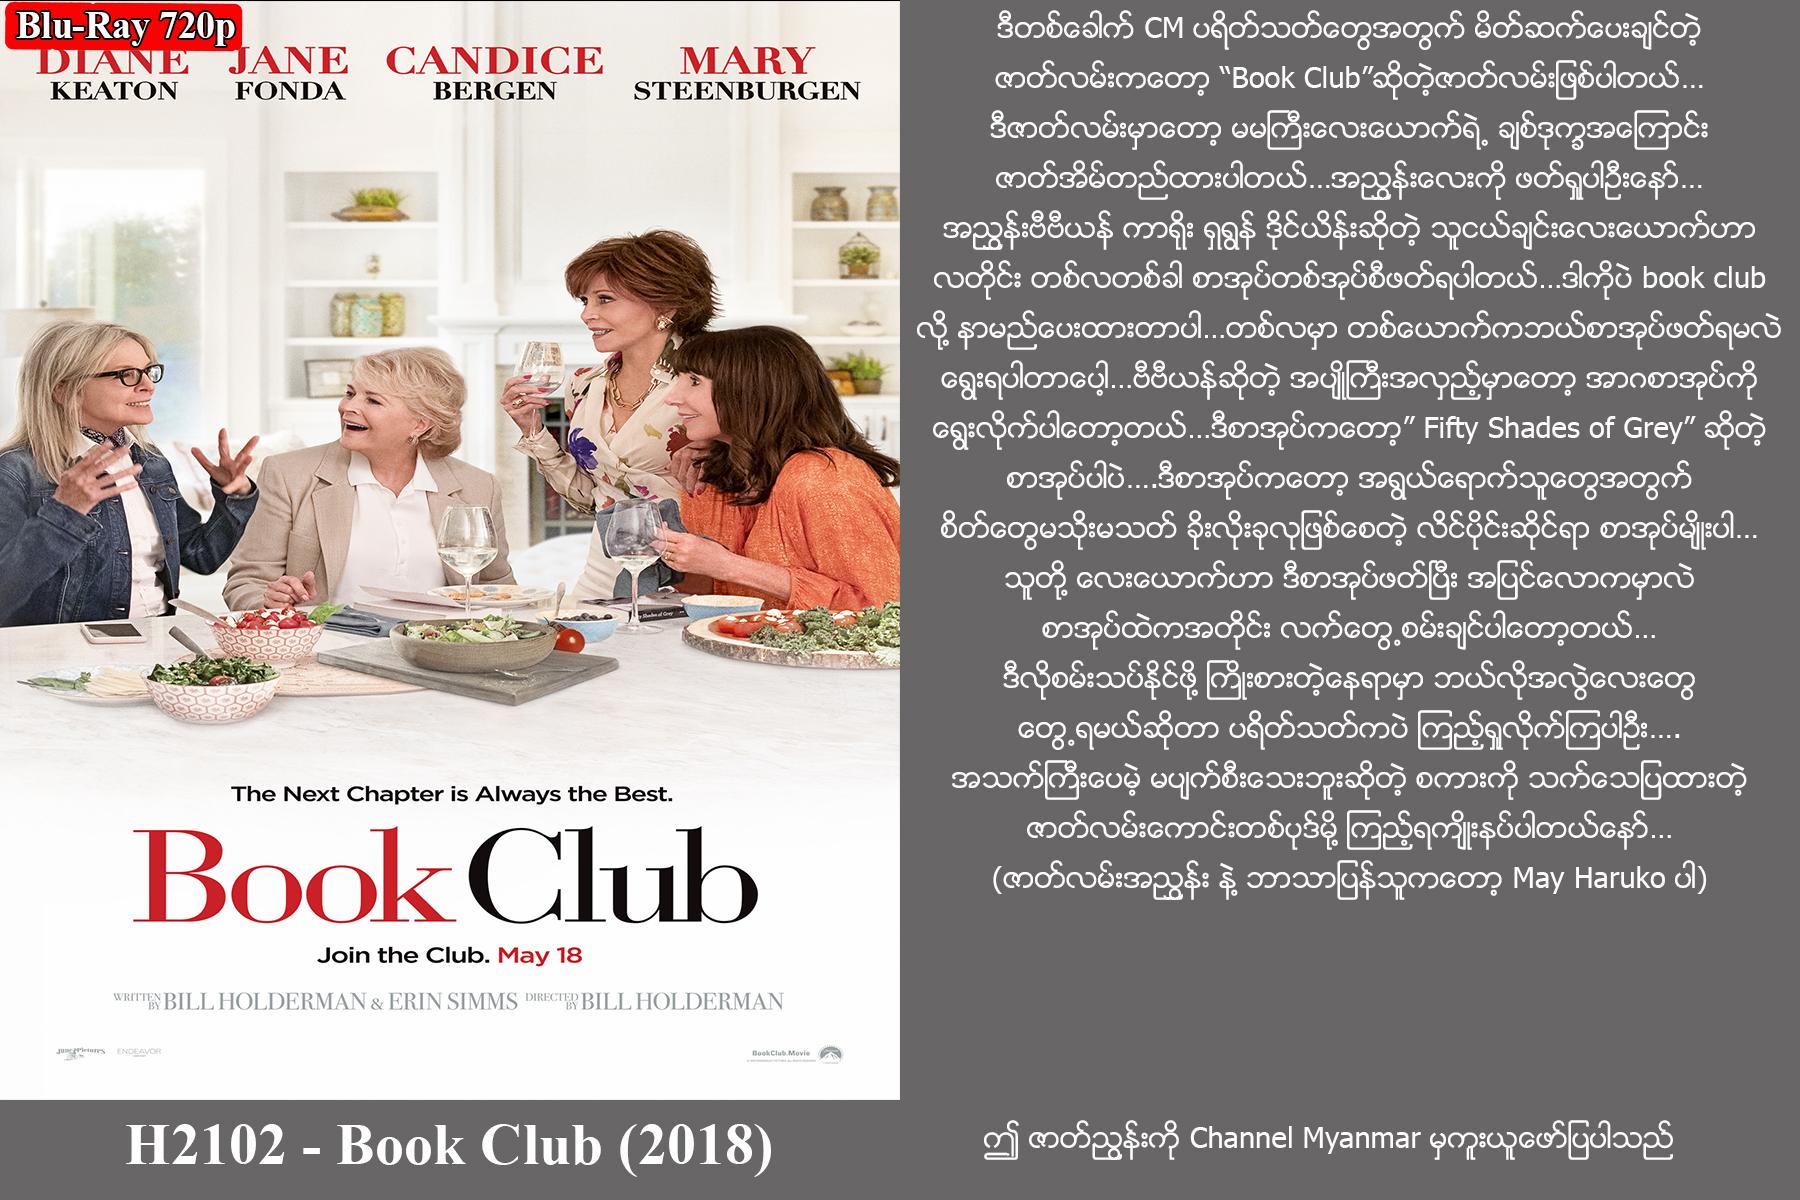 Blu-Ray 720p
DIANE KEATON
JANE FONDA
CANDICE BERGEN
MARY STEENBURGEN
The Next Chapter is Always the Best.
Book Club
Join the Club. May 18
WRITTEN BY BILL HOLDERMAN & ERIN SIMMS DIRECTED BY BILL HOLDERMAN
ENDEAVOR
BookClub.Movie
H2102 - Book Club (2018)
ဒီတစ်ခေါက် CM ပရိတ်သတ်တွေအတွက် မိတ်ဆက်ပေးချင်တဲ့
ဇာတ်လမ်းကတော့ “Book Club”ဆိုတဲ့ဇာတ်လမ်းဖြစ်ပါတယ်...
ဒီဇာတ်လမ်းမှာတော့ မမကြီးလေးယောက်ရဲ့ ချစ်ဒုက္ခအကြောင်း
ဇာတ်အိမ်တည်ထားပါတယ်...အညွှန်းလေးကို ဖတ်ရှုပါဦးနော်...
အညွှန်းဗီဗီယန် ကာရိုး ရှရွန် ဒိုင်ယိန်းဆိုတဲ့ သူငယ်ချင်းလေးယောက်ဟာ
လတိုင်း တစ်လတစ်ခါ စာအုပ်တစ်အုပ်စီဖတ်ရပါတယ်...ဒါကိုပဲ book club
လို့ နာမည်ပေးထားတာပါ...တစ်လမှာ တစ်ယောက်ကဘယ်စာအုပ်ဖတ်ရမလဲ
ရွေးရပါတာပေါ့...ဗီဗီယန်ဆိုတဲ့ အပျိုကြီးအလှည့်မှာတော့ အာဂစာအုပ်ကို
ရွေးလိုက်ပါတော့တယ်...ဒီစာအုပ်ကတော့” Fifty Shades of Grey” ဆိုတဲ့
စာအုပ်ပါပဲ....ဒီစာအုပ်ကတော့ အရွယ်ရောက်သူတွေအတွက်
စိတ်တွေမသိုးမသတ် ခိုးလိုးခုလုဖြစ်စေတဲ့ လိင်ပိုင်းဆိုင်ရာ စာအုပ်မျိုးပါ...
သူတို့ လေးယောက်ဟာ ဒီစာအုပ်ဖတ်ပြီး အပြင်လောကမှာလဲ
စာအုပ်ထဲကအတိုင်း လက်တွေ့စမ်းချင်ပါတော့တယ်...
ဒီလိုစမ်းသပ်နိုင်ဖို့ ကြိုးစားတဲ့နေရာမှာ ဘယ်လိုအလွဲလေးတွေ
တွေ့ရမယ်ဆိုတာ ပရိတ်သတ်ကပဲ ကြည့်ရှုလိုက်ကြပါဦး....
အသက်ကြီးပေမဲ့ မပျက်စီးသေးဘူးဆိုတဲ့ စကားကို သက်သေပြထားတဲ့
ဇာတ်လမ်းကောင်းတစ်ပုဒ်မို့ ကြည့်ရကျိုးနပ်ပါတယ်နော်...
(ဇာတ်လမ်းအညွှန်း နဲ့ ဘာသာပြန်သူကတော့ May Haruko ပါ)
ဤ ဇာတ်ညွှန်းကို Channel Myanmar မှကူးယူဖော်ပြပါသည်